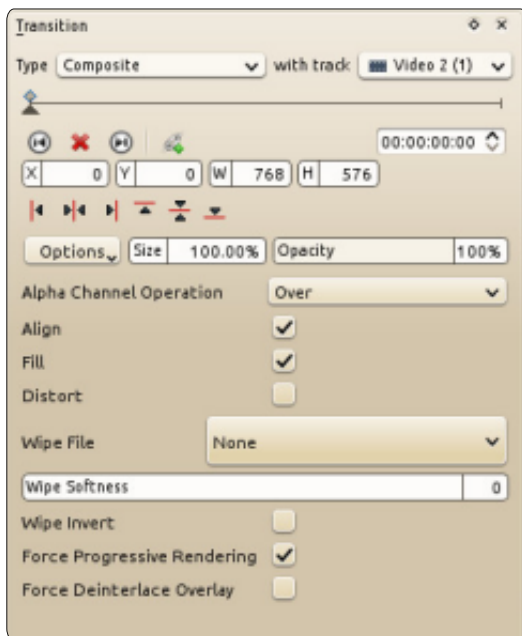 Transition
Type Composite with track Video 2 (1)
00:00:00:00
X 0 Y 0 W 768 H 576
Options Size 100.00% Opacity 100%
Alpha Channel Operation Over
Align
Fill
Distort
Wipe File None
Wipe Softness 0
Wipe Invert
Force Progressive Rendering
Force Deinterlace Overlay